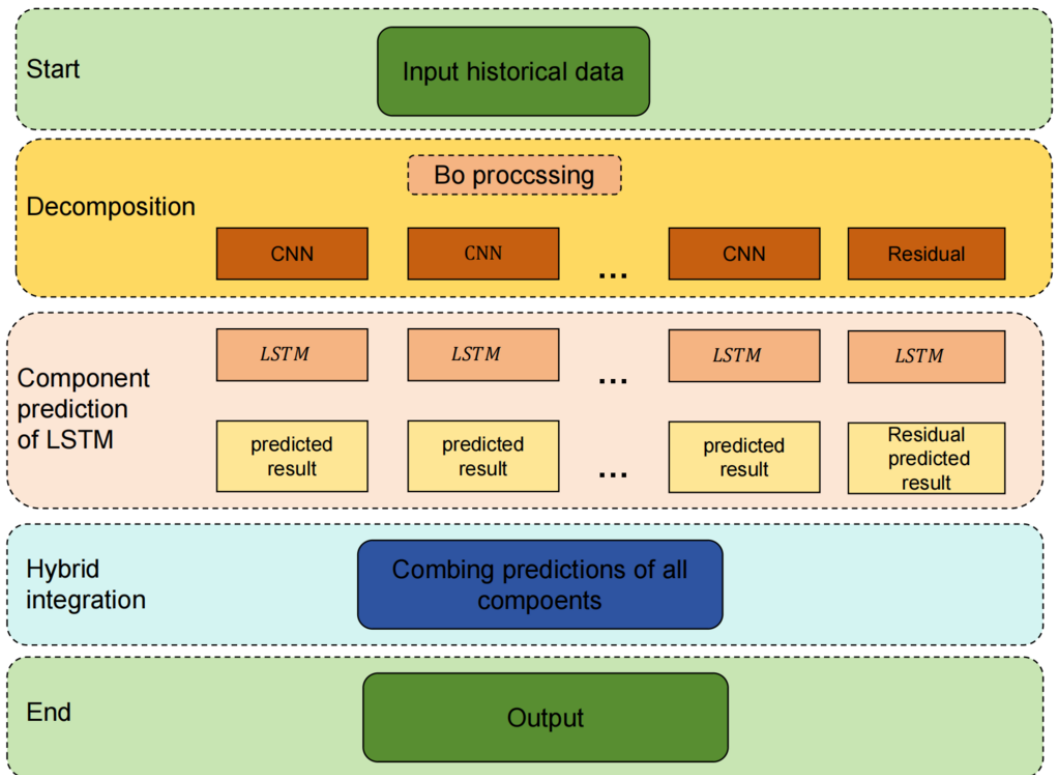 Start
Input historical data
Bo proccssing
Decomposition
CNN
CNN
...
CNN
Residual
LSTM
LSTM
...
LSTM
LSTM
Component
prediction
of LSTM
predicted
result
predicted
result
...
predicted
result
Residual
predicted
result
Hybrid
integration
Combing predictions of all
compoents
End
Output